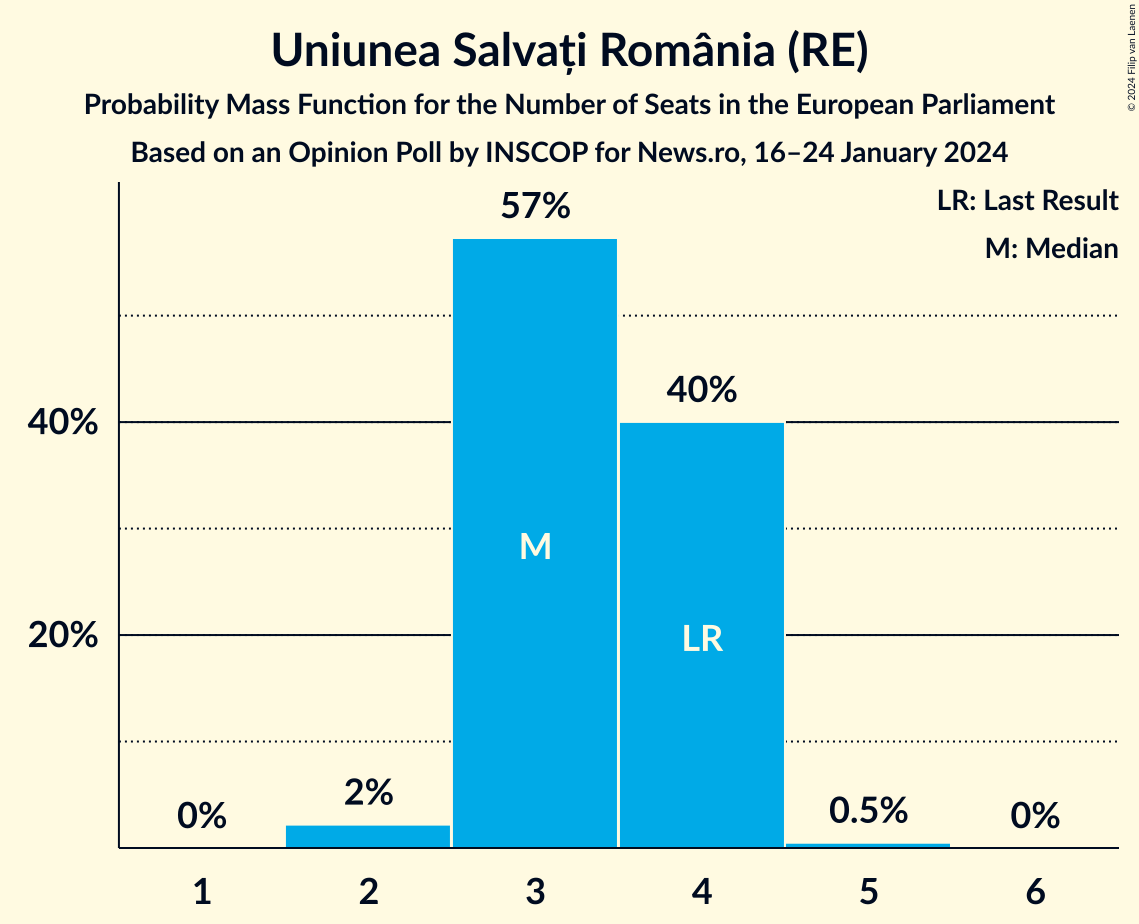 Uniunea Salvați România (RE)
Probability Mass Function for the Number of Seats in the European Parliament
Based on an Opinion Poll by INSCOP for News.ro, 16–24 January 2024
© 2024 Filip van Laenen
LR: Last Result
M: Median
57%
40%
40%
M
20%
LR
0%
2%
0.5%
0%
1 2 3 4 5 6